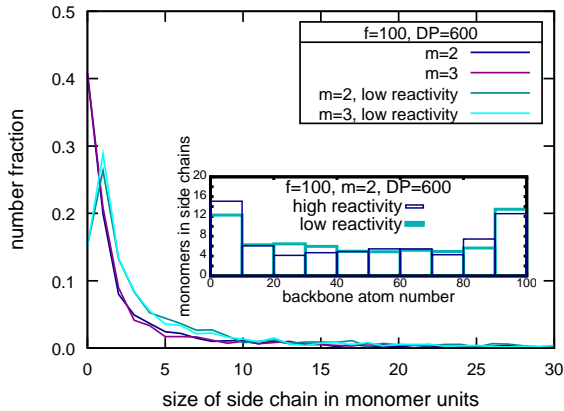 f=100, DP=600
m=2
m=3
m=2, low reactivity
m=3, low reactivity
number fraction
0.5
0.4
0.3
0.2
0.1
0.0
0 5 10 15 20 25 30
size of side chain in monomer units
monomers in side chains
20
16
12
8
4
0
f=100, m=2, DP=600
high reactivity
low reactivity
0 20 40 60 80 100
backbone atom number